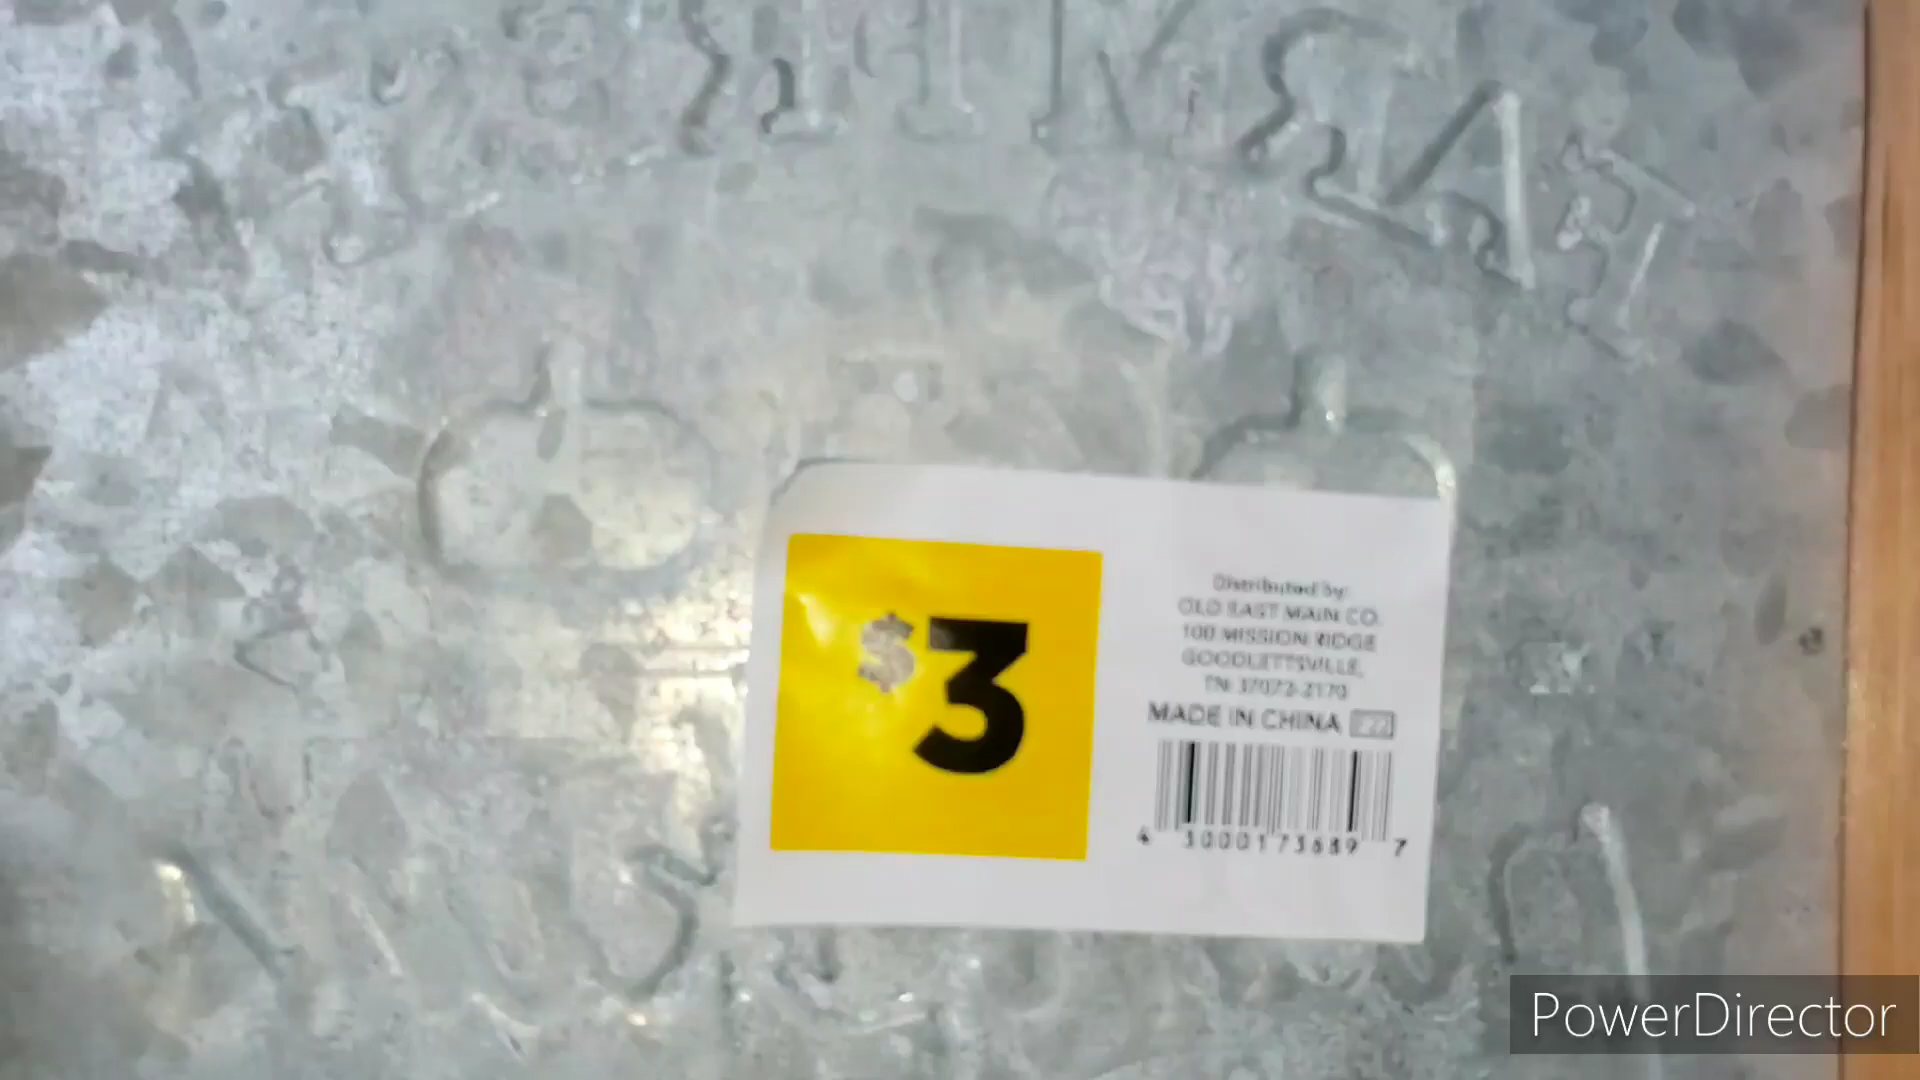 $3
Distributed by:
OLD EAST MAIN CO.
100 MISSION RIDGE
GOODLETTSVILLE,
TN 37072-2170
MADE IN CHINA F22
4 30001 73689 7
PowerDirector